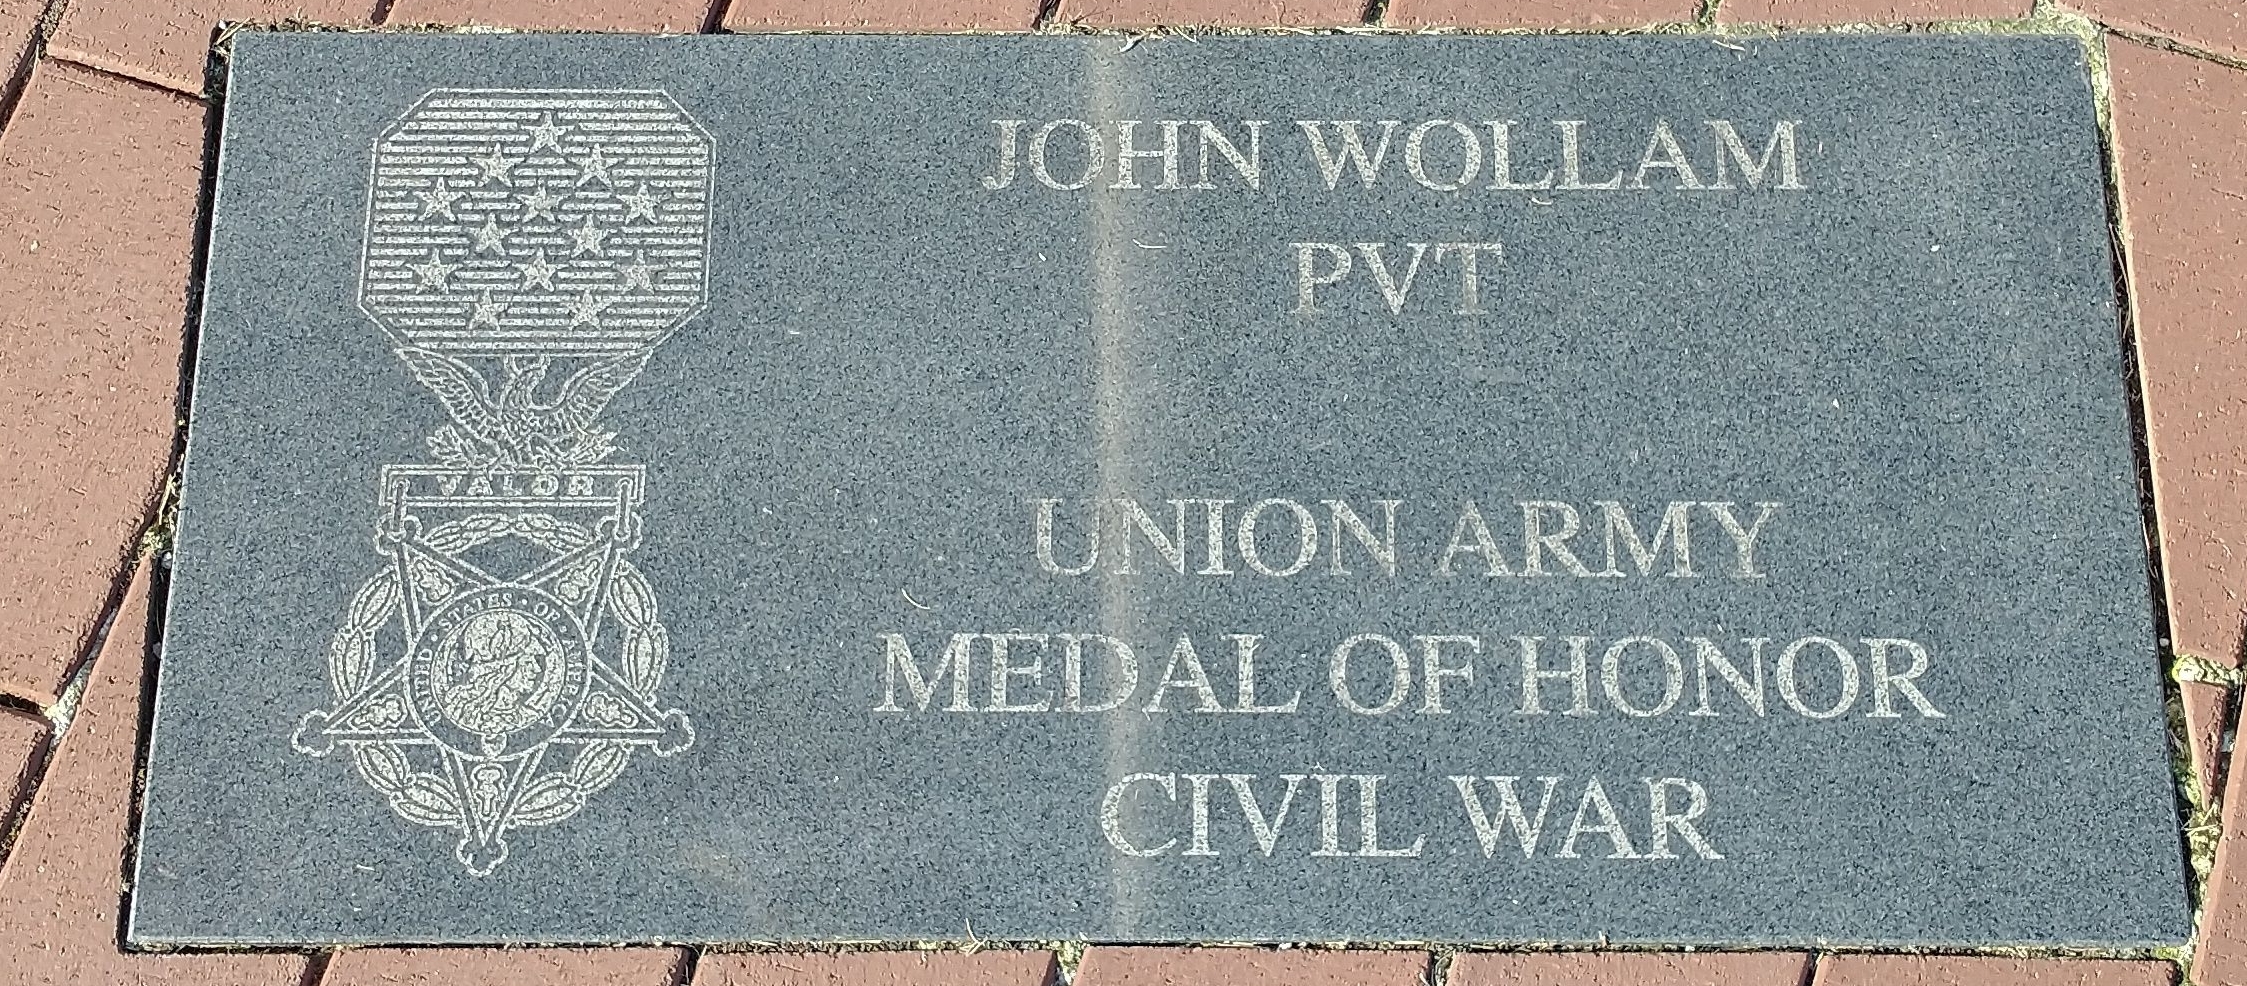 JOHN WOLLAM
PVT
UNION ARMY
MEDAL OF HONOR
CIVIL WAR
VALOR
UNITED · STATES · OF · AMERICA